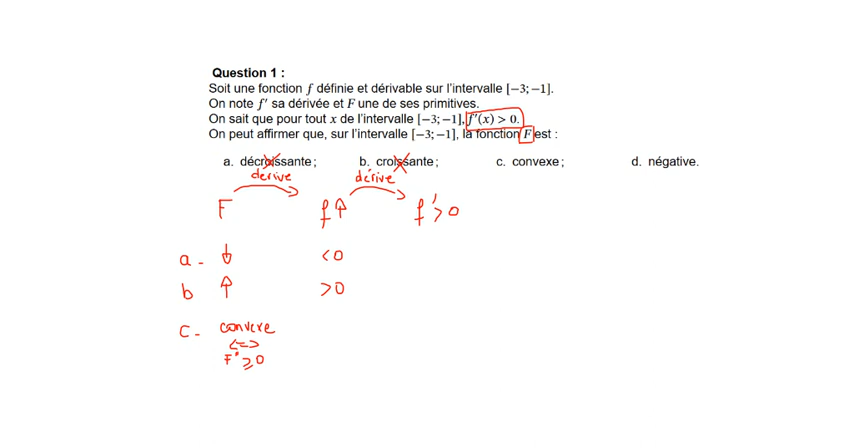 Question 1 :
Soit une fonction f définie et dérivable sur l'intervalle [−3; −1].
On note f′ sa dérivée et F une de ses primitives.
On sait que pour tout x de l'intervalle [−3; −1], f′(x) > 0.
On peut affirmer que, sur l'intervalle [−3; −1], la fonction F est :
a. décroissante; b. croissante; c. convexe; d. négative.
dérive dérive
F f↑ f' > 0
a - ↓ < 0
b ↑ > 0
c - convexe
<=>
F" ≥ 0